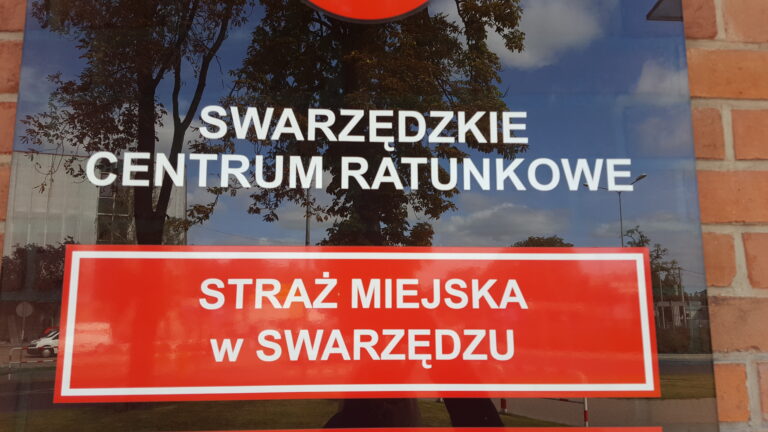 SWARZĘDZKIE
CENTRUM RATUNKOWE
STRAŻ MIEJSKA
w SWARZĘDZU